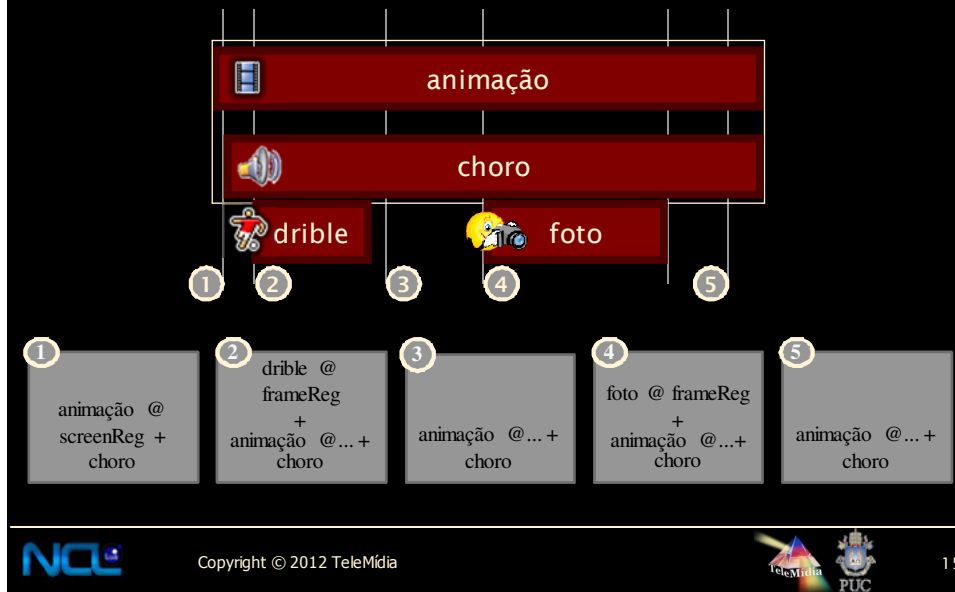 animação
choro
drible
foto
1
2
3
4
5
1
animação @
screenReg +
choro
2
drible @
frameReg
+
animação @... +
choro
3
animação @... +
choro
4
foto @ frameReg
+
animação @...+
choro
5
animação @... +
choro
NCL
Copyright © 2012 TeleMídia
TeleMídia
PUC
15